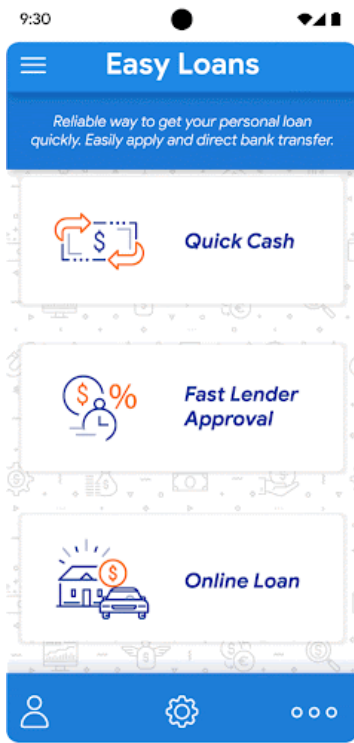 9:30
Easy Loans
Reliable way to get your personal loan
quickly. Easily apply and direct bank transfer.
$
Quick Cash
$ %
Fast Lender
Approval
$
Online Loan